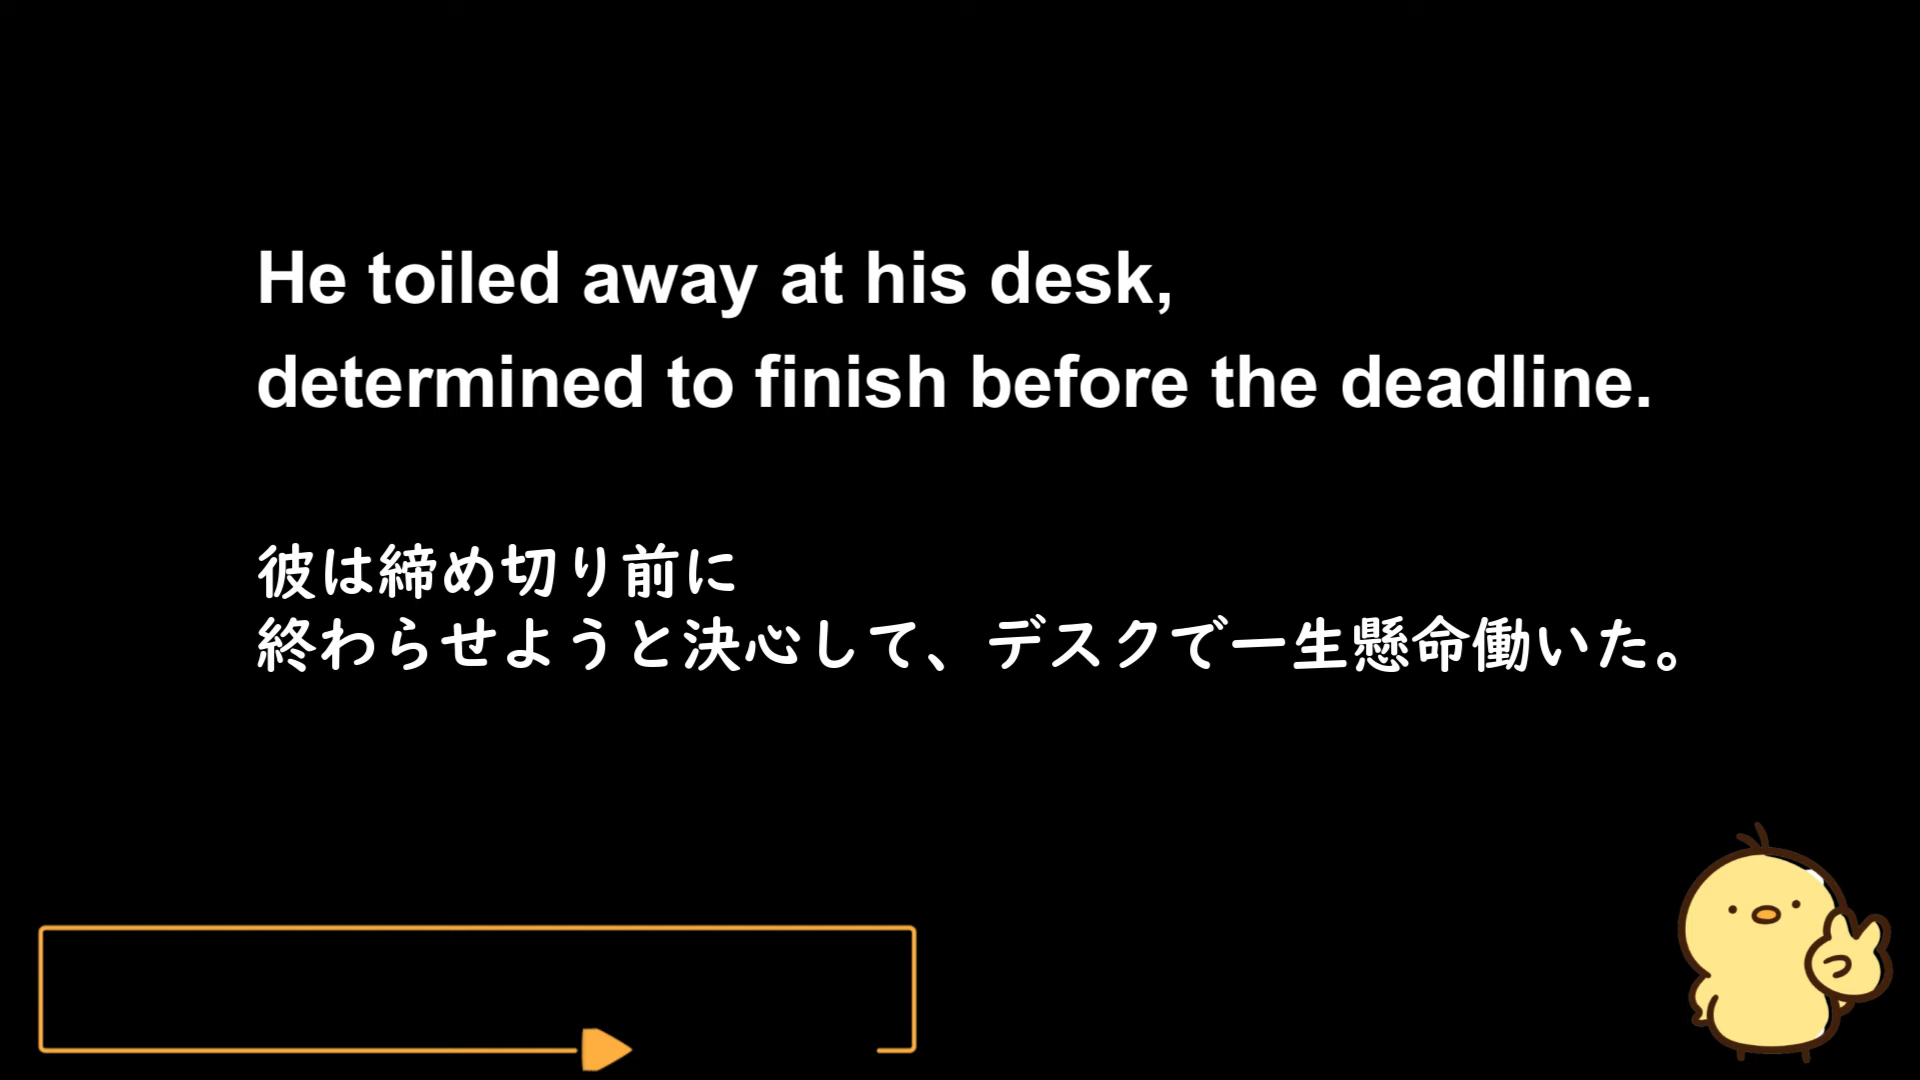 He toiled away at his desk,
determined to finish before the deadline.
彼は締め切り前に
終わらせようと決心して、デスクで一生懸命働いた。